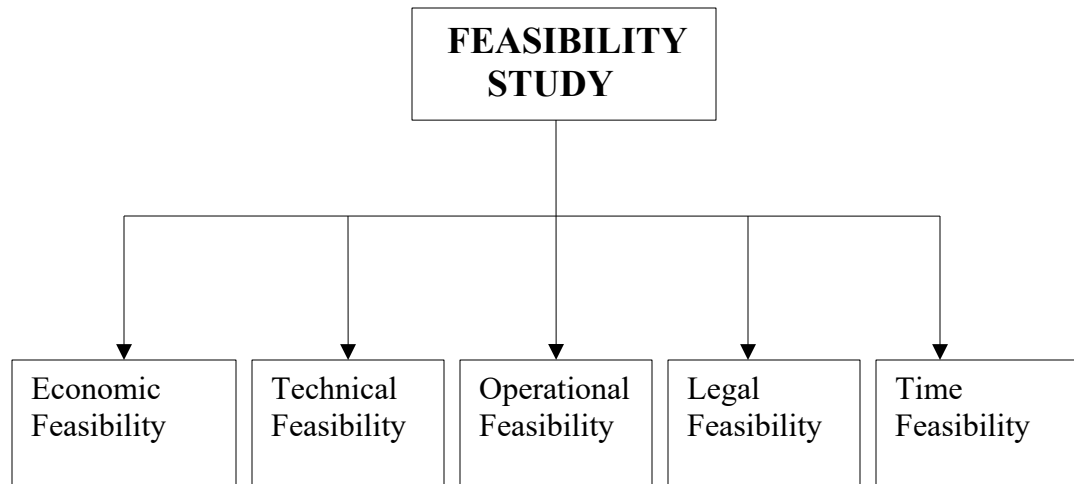 FEASIBILITY
STUDY
Economic
Feasibility
Technical
Feasibility
Operational
Feasibility
Legal
Feasibility
Time
Feasibility